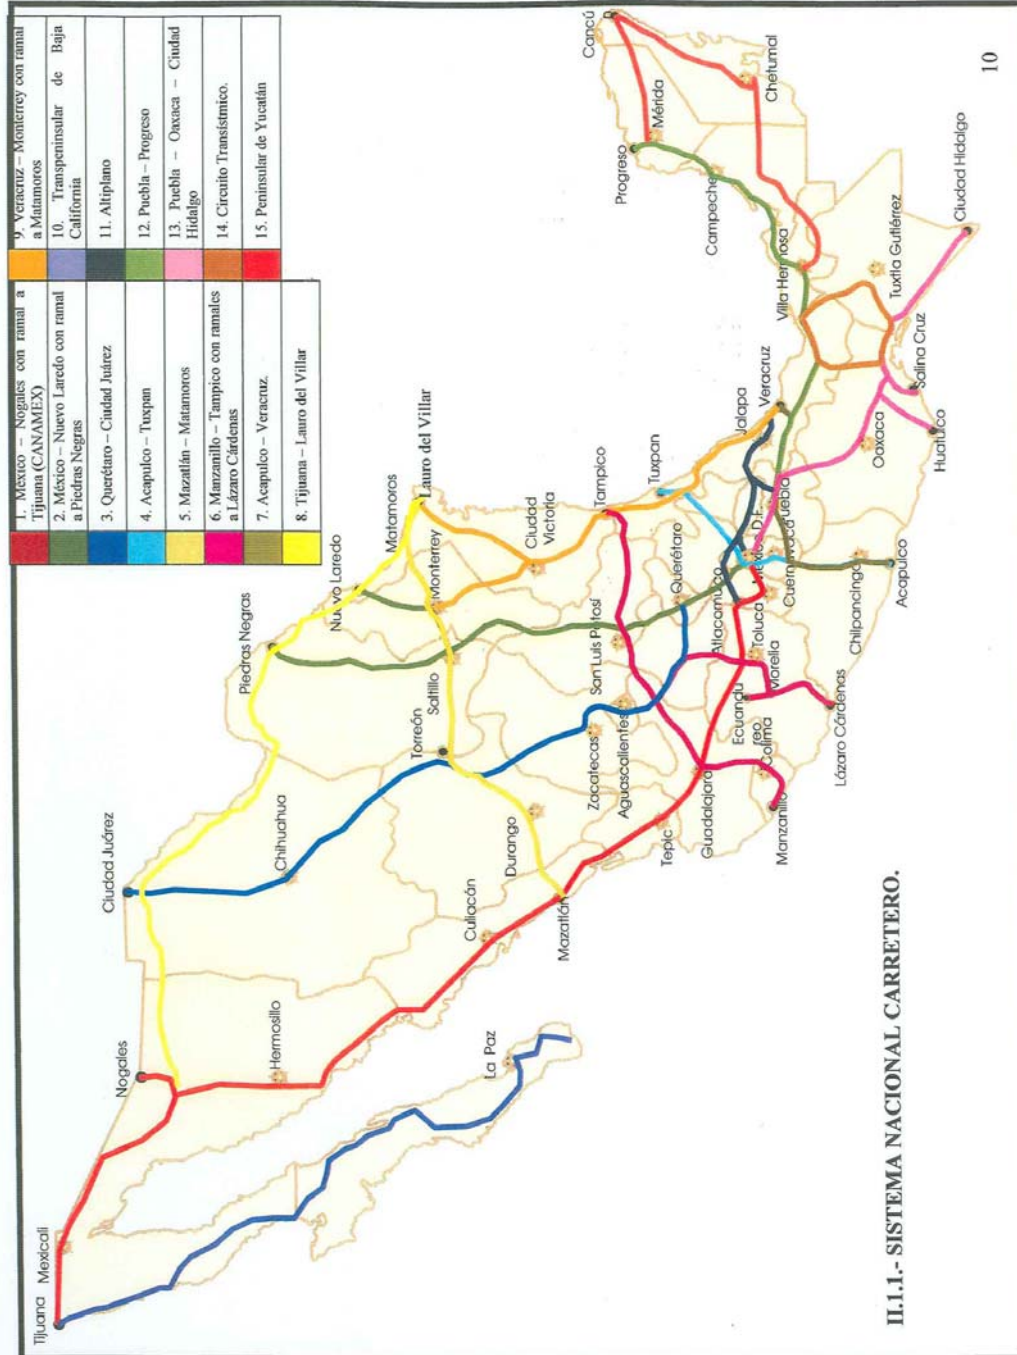 1. México – Nogales con ramal a
Tijuana (CANAMEX)
2. México – Nuevo Laredo con ramal
a Piedras Negras
3. Querétaro – Ciudad Juárez
4. Acapulco – Tuxpan
5. Mazatlán – Matamoros
6. Manzanillo – Tampico con ramales
a Lázaro Cárdenas
7. Acapulco – Veracruz.
8. Tijuana – Lauro del Villar
9. Veracruz – Monterrey con ramal
a Matamoros
10. Transpeninsular de Baja
California
11. Altiplano
12. Puebla – Progreso
13. Puebla – Oaxaca – Ciudad
Hidalgo
14. Circuito Transístmico.
15. Peninsular de Yucatán
Tijuana
Mexicali
Nogales
Ciudad Juárez
Hermosillo
Chihuahua
Piedras Negras
Nuevo Laredo
Matamoros
Lauro del Villar
Monterrey
Saltillo
Torreón
La Paz
Culiacán
Durango
Mazatlán
Ciudad
Victoria
Zacatecas
Aguascalientes
San Luis Potosí
Tampico
Tepic
Guadalajara
Querétaro
Tuxpan
Atlacomulco
Manzanillo
Colima
Ecuandu
reo
Morelia
Toluca
México D.F.
Cuernavaca
Puebla
Jalapa
Veracruz
Lázaro Cárdenas
Chilpancingo
Acapulco
Oaxaca
Huatulco
Salina Cruz
Tuxtla Gutiérrez
Ciudad Hidalgo
Villa Hermosa
Campeche
Progreso
Mérida
Cancú
Chetumal
II.1.1.- SISTEMA NACIONAL CARRETERO.
10